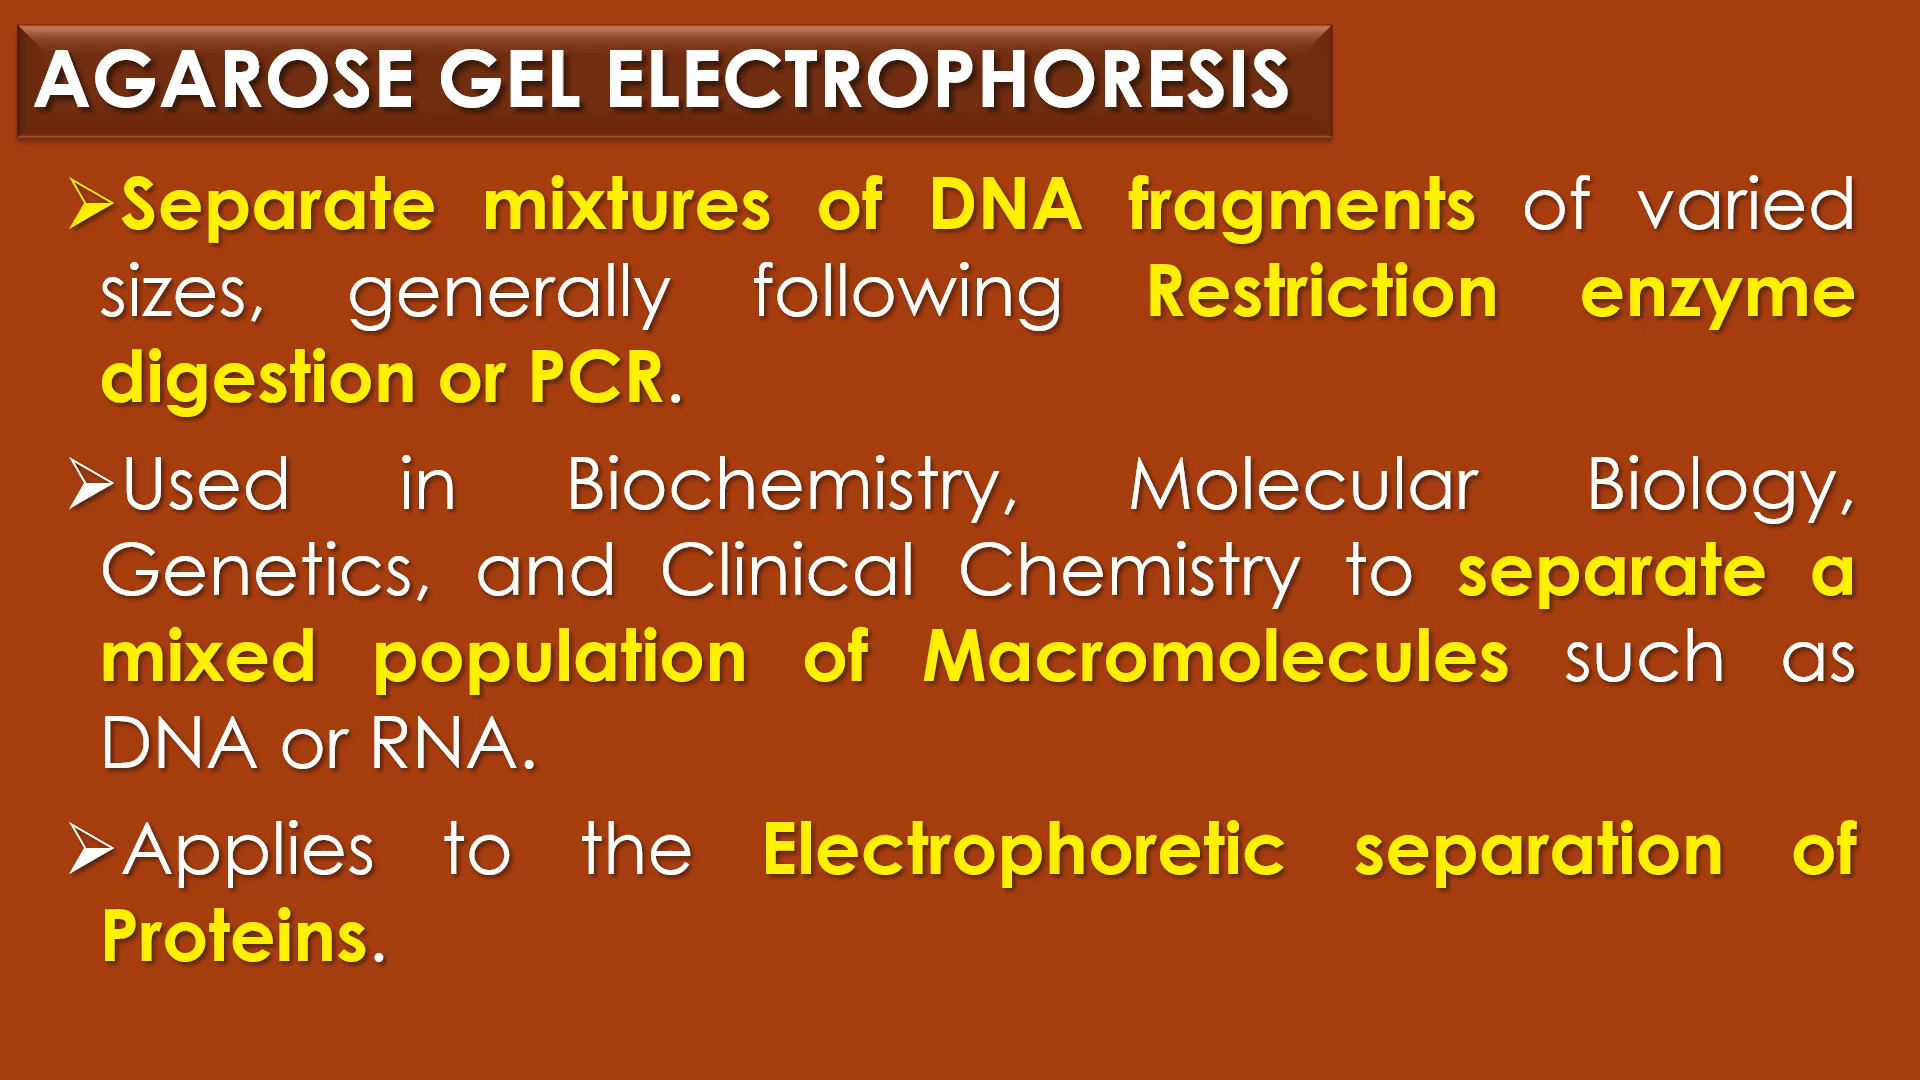 AGAROSE GEL ELECTROPHORESIS
➢Separate mixtures of DNA fragments of varied
sizes, generally following Restriction enzyme
digestion or PCR.
➢Used in Biochemistry, Molecular Biology,
Genetics, and Clinical Chemistry to separate a
mixed population of Macromolecules such as
DNA or RNA.
➢Applies to the Electrophoretic separation of
Proteins.